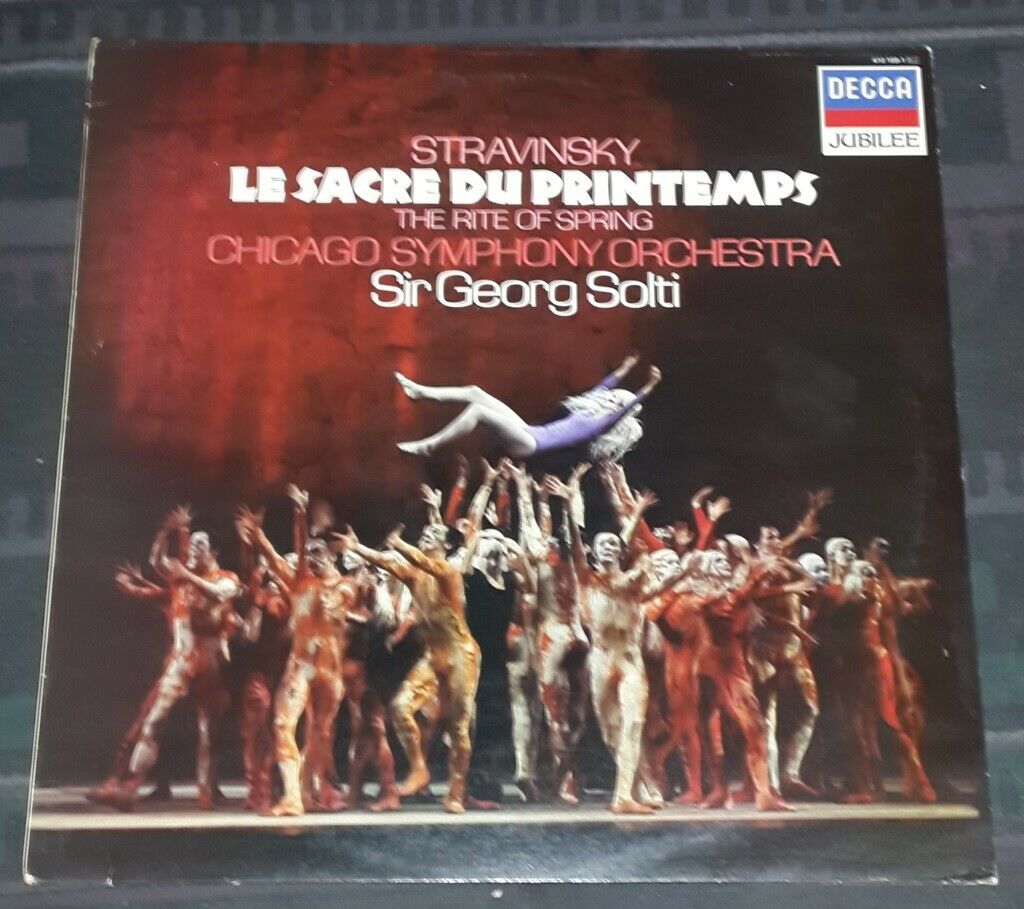 DECCA
JUBILEE
STRAVINSKY
LE SACRE DU PRINTEMPS
THE RITE OF SPRING
CHICAGO SYMPHONY ORCHESTRA
Sir Georg Solti